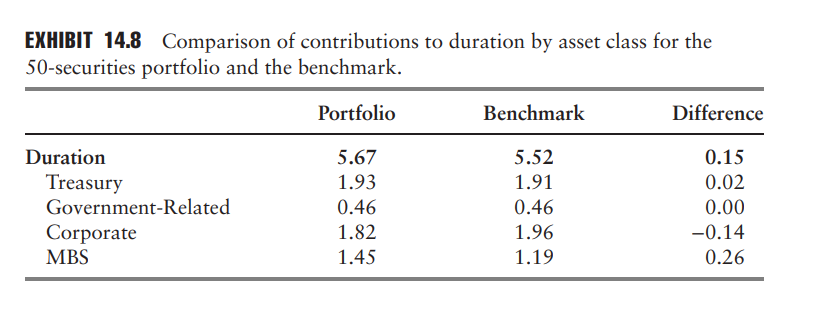 EXHIBIT 14.8 Comparison of contributions to duration by asset class for the
50-securities portfolio and the benchmark.
Portfolio Benchmark Difference
Duration 5.67 5.52 0.15
Treasury 1.93 1.91 0.02
Government-Related 0.46 0.46 0.00
Corporate 1.82 1.96 –0.14
MBS 1.45 1.19 0.26